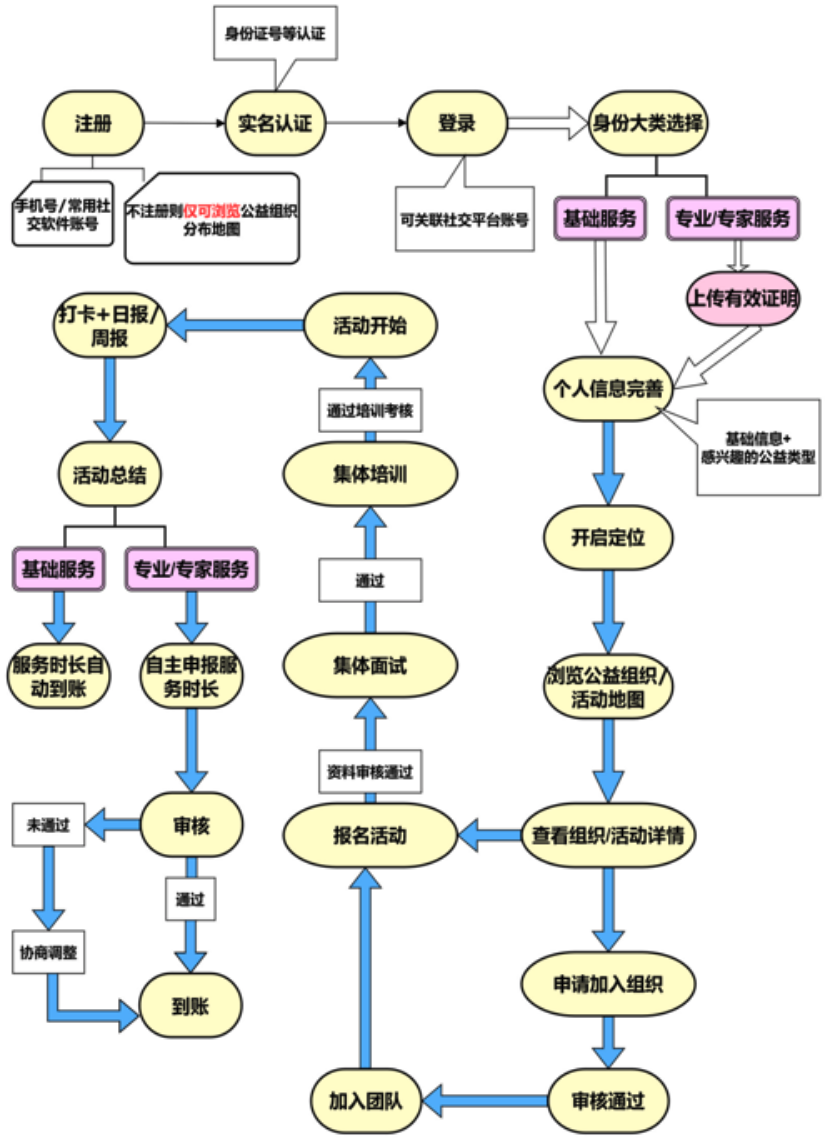 身份证号等认证
注册
实名认证
登录
身份大类选择
手机号/常用社
交软件账号
不注册则仅可浏览公益组织
分布地图
可关联社交平台账号
基础服务
专业/专家服务
上传有效证明
个人信息完善
基础信息+
感兴趣的公益类型
开启定位
浏览公益组织/
活动地图
查看组织/活动详情
申请加入组织
审核通过
加入团队
报名活动
资料审核通过
集体面试
通过
集体培训
通过培训考核
活动开始
打卡+日报/
周报
活动总结
基础服务
专业/专家服务
服务时长自
动到账
自主申报服
务时长
审核
未通过
通过
协商调整
到账